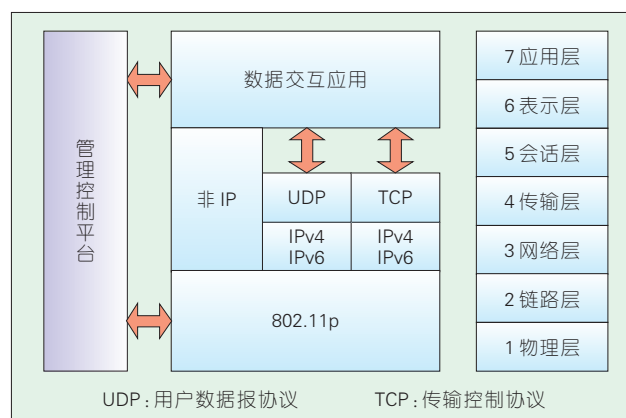 管理控制平台
数据交互应用
非 IP
UDP
TCP
IPv4
IPv6
IPv4
IPv6
802.11p
7 应用层
6 表示层
5 会话层
4 传输层
3 网络层
2 链路层
1 物理层
UDP:用户数据报协议
TCP:传输控制协议